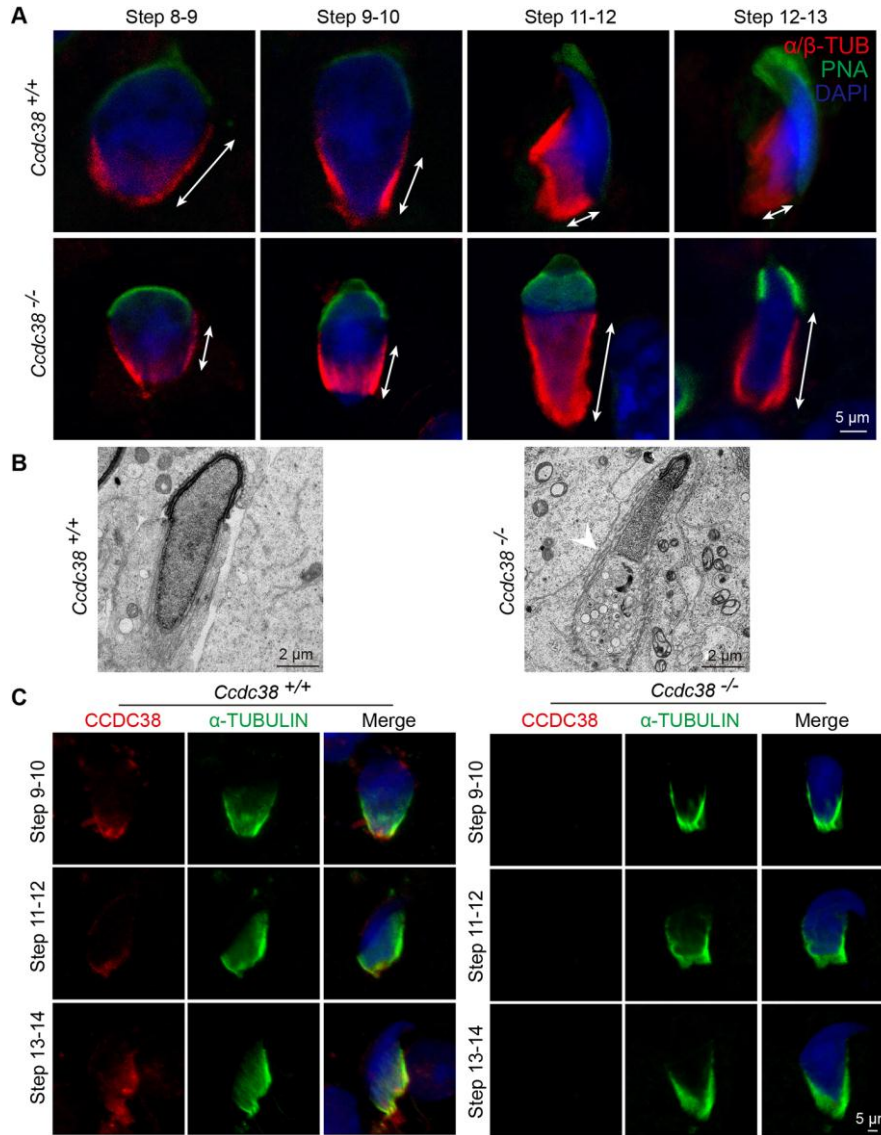 A
Step 8-9 Step 9-10 Step 11-12 Step 12-13
α/β-TUB
PNA
DAPI
Ccdc38 +/+
Ccdc38 -/-
5 μm
B
Ccdc38 +/+
2 μm
Ccdc38 -/-
2 μm
C
Ccdc38 +/+ Ccdc38 -/-
CCDC38 α-TUBULIN Merge CCDC38 α-TUBULIN Merge
Step 9-10 Step 9-10
Step 11-12 Step 11-12
Step 13-14 Step 13-14
5 μm